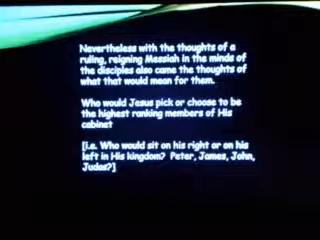 Nevertheless with the thoughts of a
ruling, reigning Messiah in the minds of
the disciples also came the thoughts of
what that would mean for them.
Who would Jesus pick or choose to be
the highest ranking members of His
cabinet
[i.e. Who would sit on his right or on his
left in His kingdom? Peter, James, John,
Judas?]